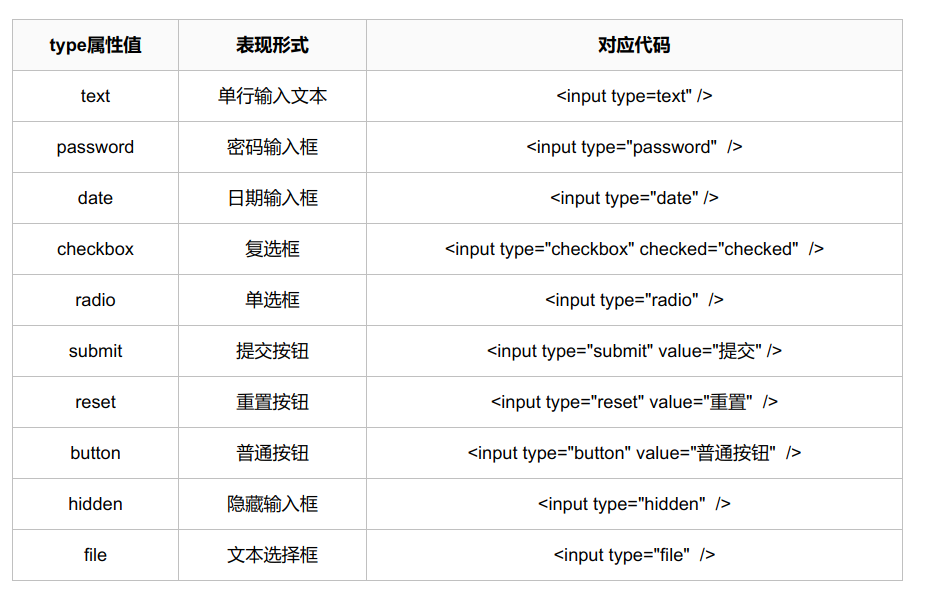 type属性值 表现形式 对应代码
text 单行输入文本 <input type=text" />
password 密码输入框 <input type="password"  />
date 日期输入框 <input type="date" />
checkbox 复选框 <input type="checkbox" checked="checked"  />
radio 单选框 <input type="radio"  />
submit 提交按钮 <input type="submit" value="提交" />
reset 重置按钮 <input type="reset" value="重置"  />
button 普通按钮 <input type="button" value="普通按钮"  />
hidden 隐藏输入框 <input type="hidden"  />
file 文本选择框 <input type="file"  />